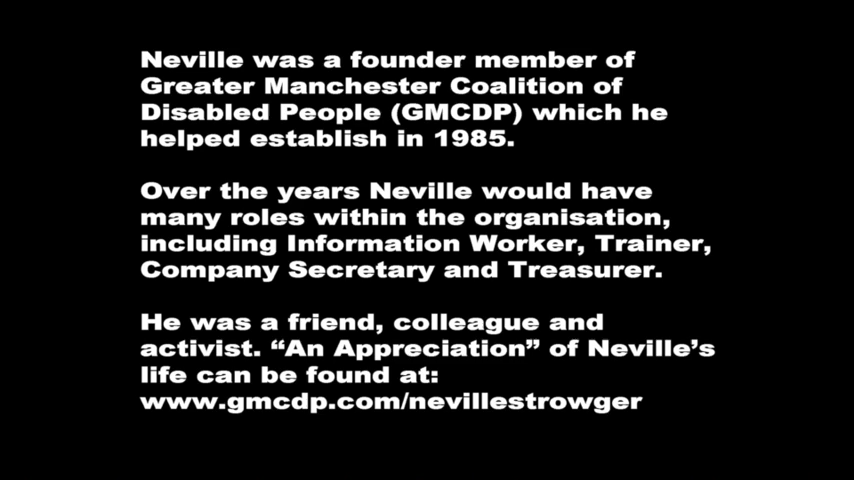 Neville was a founder member of
Greater Manchester Coalition of
Disabled People (GMCDP) which he
helped establish in 1985.
Over the years Neville would have
many roles within the organisation,
including Information Worker, Trainer,
Company Secretary and Treasurer.
He was a friend, colleague and
activist. “An Appreciation” of Neville’s
life can be found at:
www.gmcdp.com/nevillestrowger